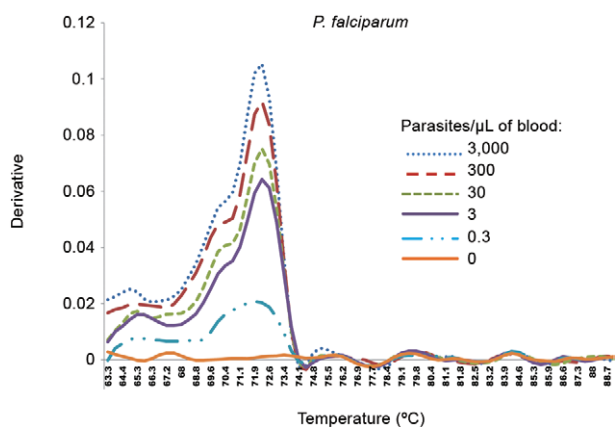 P. falciparum
0.12
0.1
0.08
0.06
0.04
0.02
0
Derivative
Parasites/µL of blood:
3,000
300
30
3
0.3
0
63.3 64.4 65.3 66.3 67.2 68 68.8 69.6 70.4 71.1 71.9 72.6 73.4 74.1 74.8 75.5 76.2 76.9 77.7 78.4 79.1 79.8 80.4 81.1 81.8 82.5 83.2 83.9 84.6 85.3 85.9 86.6 87.3 88 88.7
Temperature (ºC)